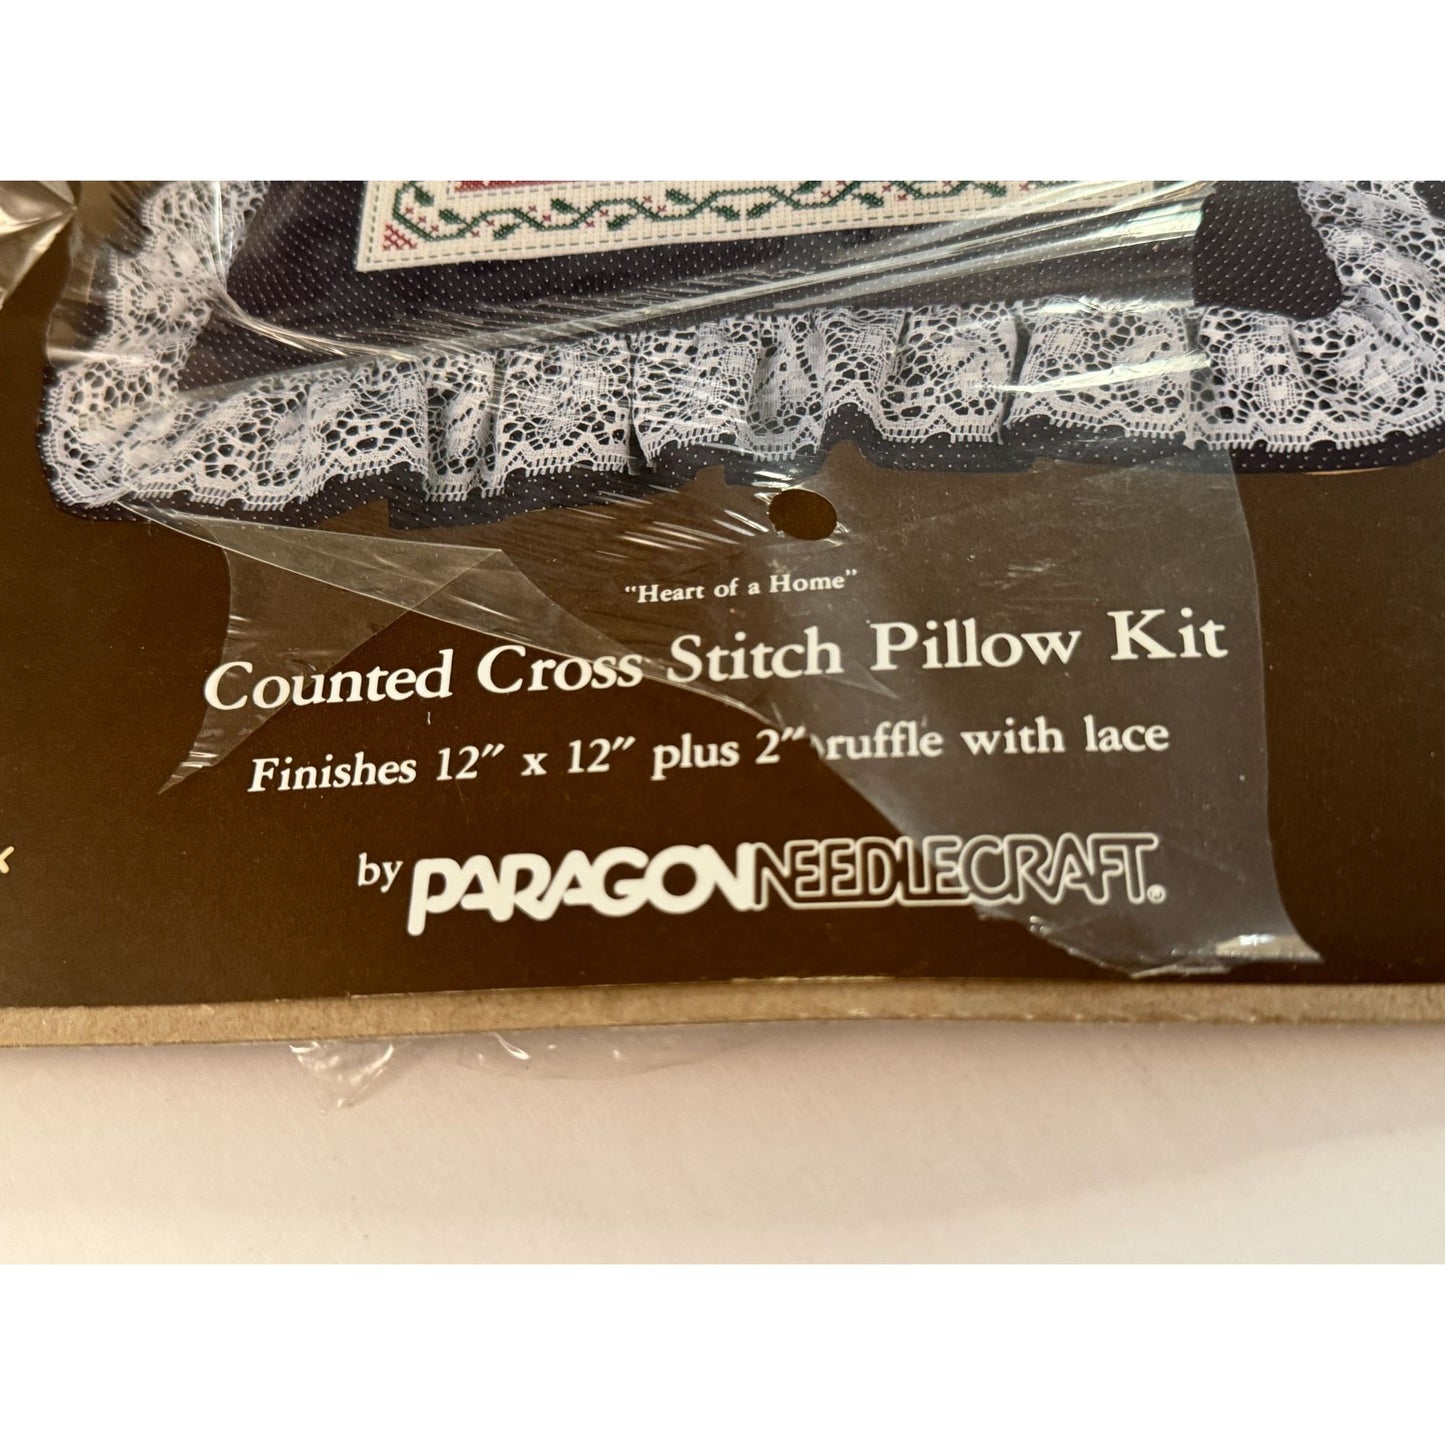 "Heart of a Home"
Counted Cross Stitch Pillow Kit
Finishes 12" x 12" plus 2" ruffle with lace
by PARAGON NEEDLECRAFT®